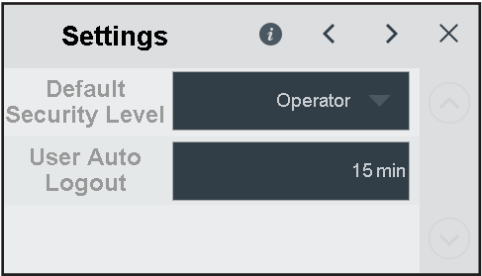 Settings
Default
Security Level
Operator
User Auto
Logout
15 min